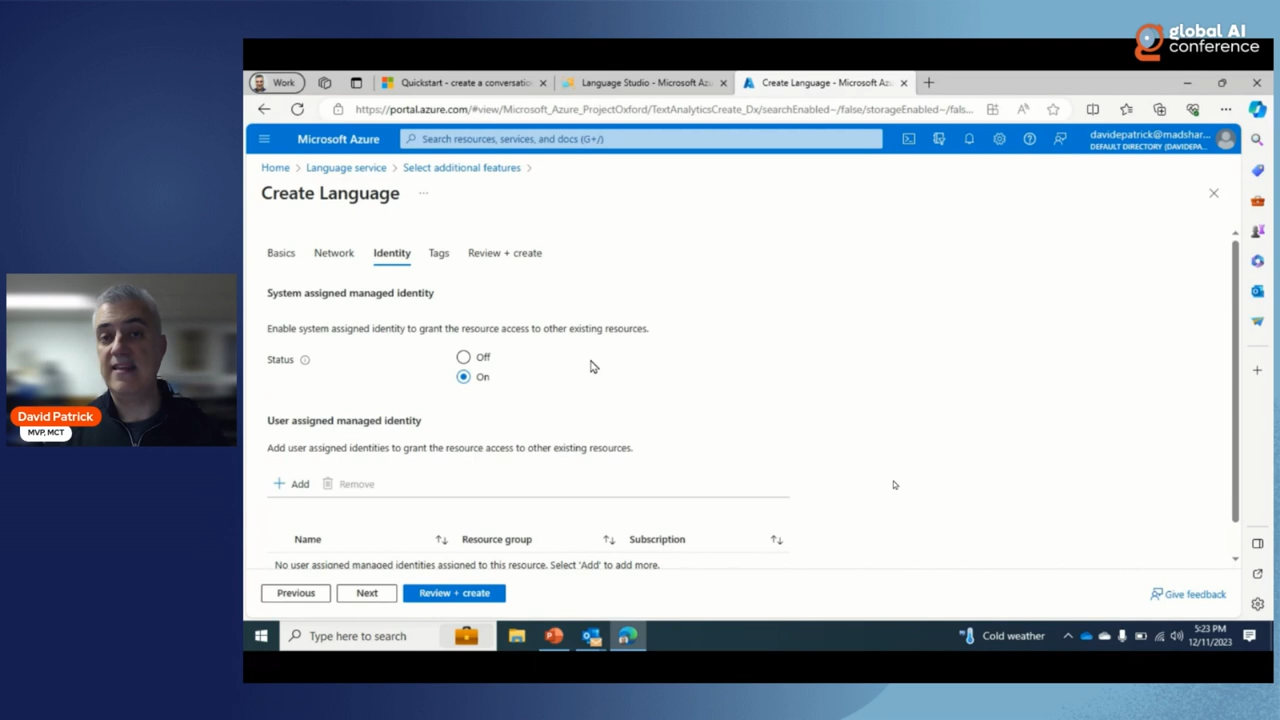 global AI
conference
Work
Quickstart - create a conversatio
Language Studio - Microsoft Az
Create Language - Microsoft Az
https://portal.azure.com/#view/Microsoft_Azure_ProjectOxford/TextAnalyticsCreate_Dx/searchEnabled~/false/storageEnabled~/fals...
Microsoft Azure
Search resources, services, and docs (G+/)
davidepatrick@madshar...
DEFAULT DIRECTORY (DAVIDEPA...
Home > Language service > Select additional features >
Create Language ...
Basics Network Identity Tags Review + create
System assigned managed identity
Enable system assigned identity to grant the resource access to other existing resources.
Status
Off
On
User assigned managed identity
Add user assigned identities to grant the resource access to other existing resources.
+ Add Remove
Name Resource group Subscription
No user assigned managed identities assigned to this resource. Select 'Add' to add more.
Previous Next Review + create
Give feedback
Type here to search
Cold weather
5:23 PM
12/11/2023
David Patrick
MVP, MCT